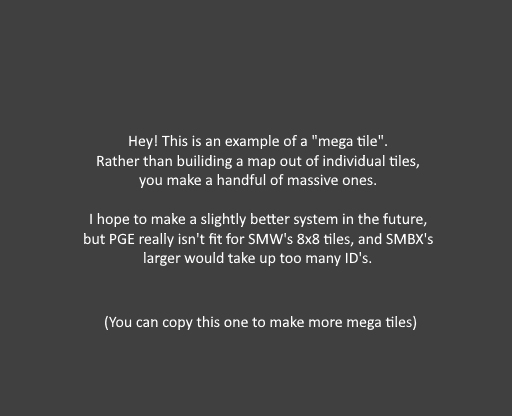 Hey! This is an example of a "mega tile".
Rather than builiding a map out of individual tiles,
you make a handful of massive ones.
I hope to make a slightly better system in the future,
but PGE really isn't fit for SMW's 8x8 tiles, and SMBX's
larger would take up too many ID's.
(You can copy this one to make more mega tiles)